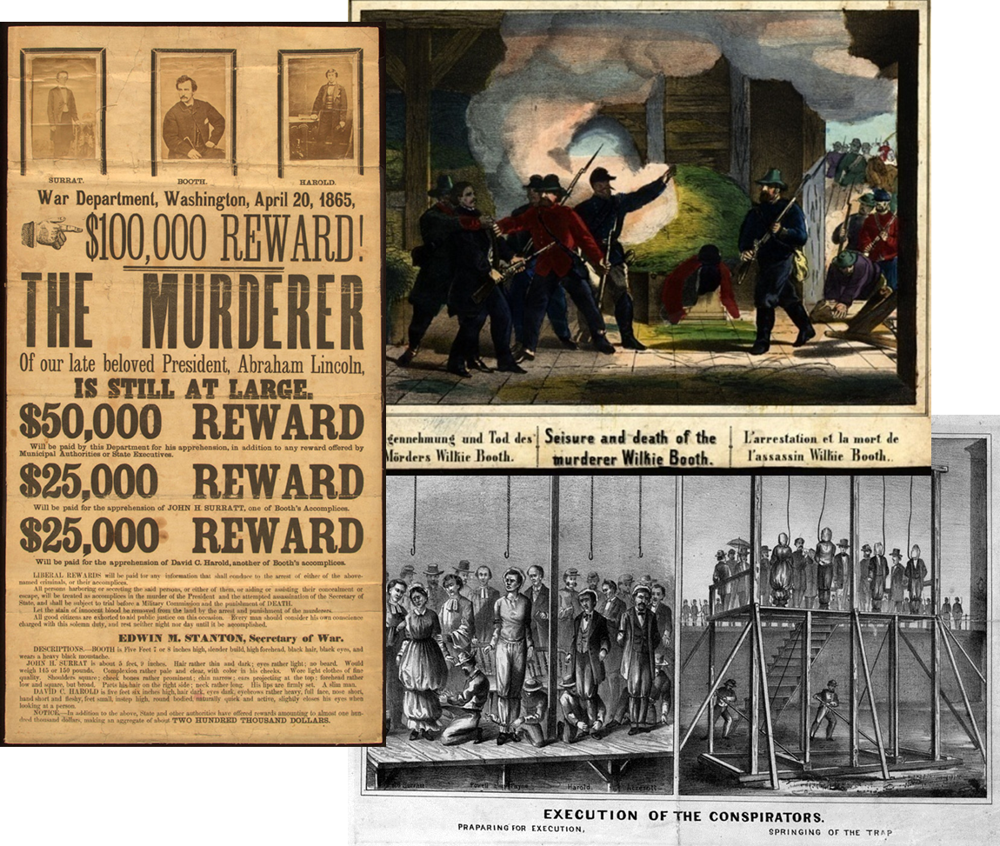 SURRAT.
BOOTH.
HAROLD.
War Department, Washington, April 20, 1865,
$100,000 REWARD!
THE MURDERER
Of our late beloved President, Abraham Lincoln,
IS STILL AT LARGE.
$50,000 REWARD
Will be paid by this Department for his apprehension, in addition to any reward offered by
Municipal Authorities or State Executives.
$25,000 REWARD
Will be paid for the apprehension of JOHN H. SURRATT, one of Booth's Accomplices.
$25,000 REWARD
Will be paid for the apprehension of David C. Harold, another of Booth's accomplices.
LIBERAL REWARDS will be paid for any information that shall conduce to the arrest of either of the above-
named criminals, or their accomplices.
All persons harboring or secreting the said persons, or either of them, or aiding or assisting their concealment or
escape, will be treated as accomplices in the murder of the President and the attempted assassination of the Secretary of
State, and shall be subject to trial before a Military Commission and the punishment of DEATH.
Let the stain of innocent blood be removed from the land by the arrest and punishment of the murderers.
All good citizens are exhorted to aid public justice on this occasion. Every man should consider his own conscience
charged with this solemn duty, and rest neither night nor day until it be accomplished.
EDWIN M. STANTON, Secretary of War.
DESCRIPTIONS.—BOOTH is Five Feet 7 or 8 inches high, slender build, high forehead, black hair, black eyes, and
wears a heavy black moustache.
JOHN H. SURRAT is about 5 feet, 9 inches. Hair rather thin and dark; eyes rather light; no beard. Would
weigh 145 or 150 pounds. Complexion rather pale and clear, with color in his cheeks. Wore light clothes of fine
quality. Shoulders square; cheek bones rather prominent; chin narrow; ears projecting at the top; forehead rather
low and square, but broad. Parts his hair on the right side; neck rather long. His lips are firmly set. A slim man.
DAVID C. HAROLD is five feet six inches high, hair dark, eyes dark, eyebrows rather heavy, full face, nose short,
hand short and fleshy, feet small, instep high, round bodied, naturally quick and active, slightly closes his eyes when
looking at a person.
NOTICE.—In addition to the above, State and other authorities have offered rewards amounting to almost one hun-
dred thousand dollars, making an aggregate of about TWO HUNDRED THOUSAND DOLLARS.
gennehmung und Tod des
Mörders Wilkie Booth.
Seisure and death of the
murderer Wilkie Booth.
L'arrestation et la mort de
l'assassin Wilkie Booth.
Harold.
EXECUTION OF THE CONSPIRATORS.
PRAPARING FOR EXECUTION,
SPRINGING OF THE TRAP